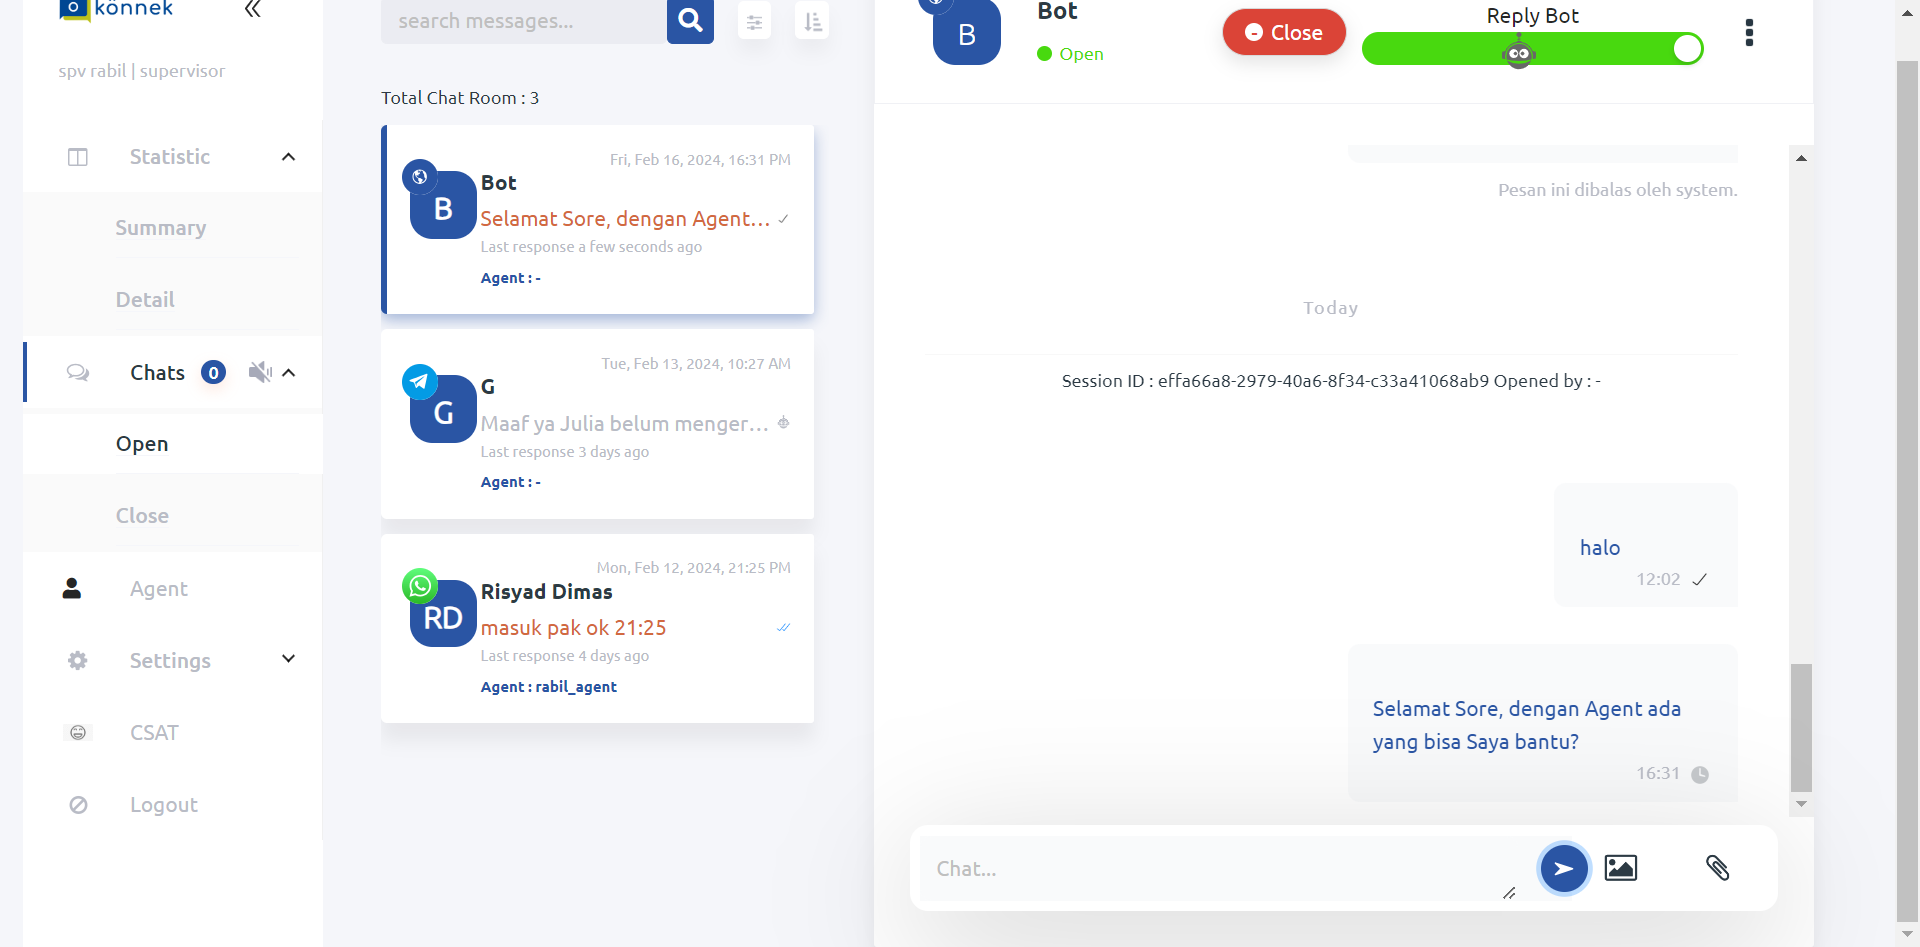 könnek
spv rabil | supervisor
Statistic
Summary
Detail
Chats 0
Open
Close
Agent
Settings
CSAT
Logout
search messages...
Total Chat Room : 3
Fri, Feb 16, 2024, 16:31 PM
B
Bot
Selamat Sore, dengan Agent...
Last response a few seconds ago
Agent : -
Tue, Feb 13, 2024, 10:27 AM
G
G
Maaf ya Julia belum menger...
Last response 3 days ago
Agent : -
Mon, Feb 12, 2024, 21:25 PM
RD
Risyad Dimas
masuk pak ok 21:25
Last response 4 days ago
Agent : rabil_agent
B
Bot
Open
Close
Reply Bot
Pesan ini dibalas oleh system.
Today
Session ID : effa66a8-2979-40a6-8f34-c33a41068ab9 Opened by : -
halo
12:02
Selamat Sore, dengan Agent ada
yang bisa Saya bantu?
16:31
Chat...